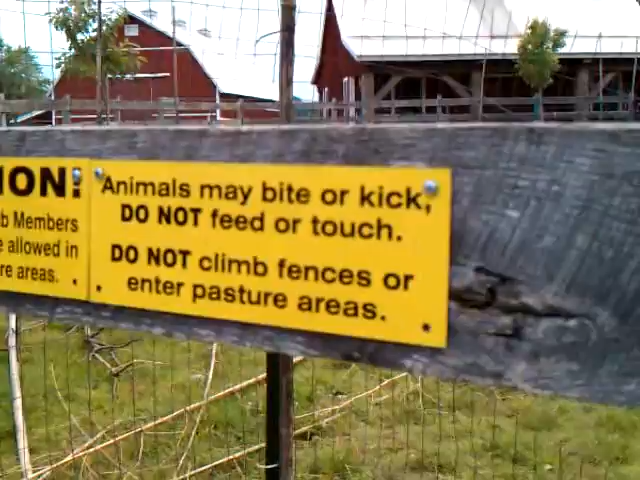 ION!
b Members
allowed in
re areas.
Animals may bite or kick,
DO NOT feed or touch.
DO NOT climb fences or
enter pasture areas.